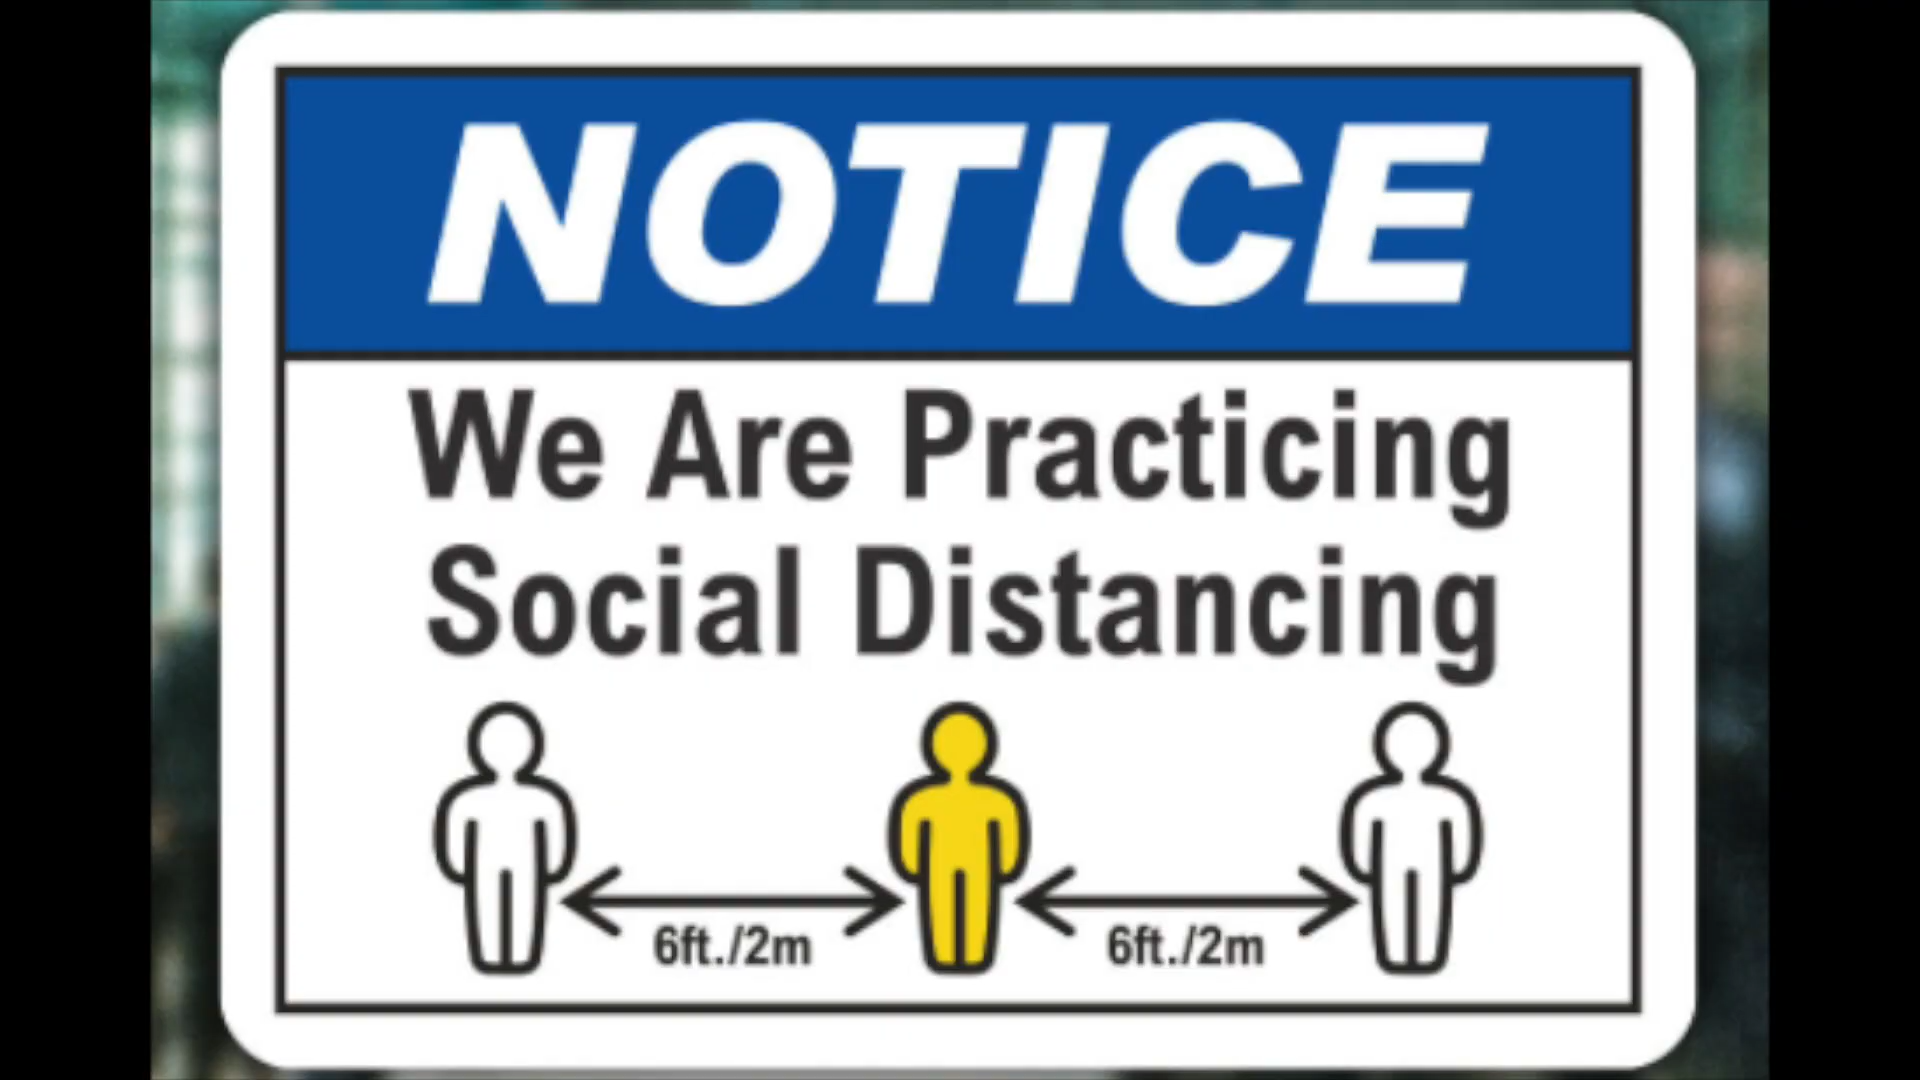 NOTICE
We Are Practicing
Social Distancing
6ft./2m 6ft./2m